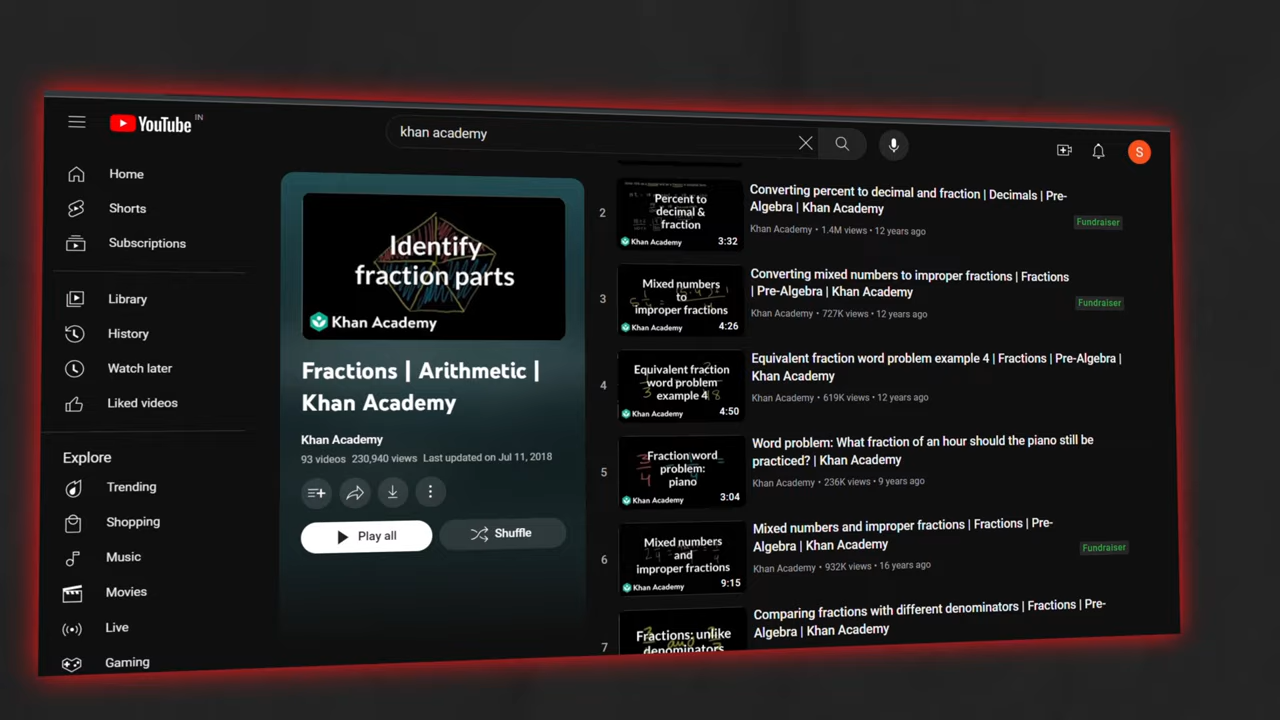 YouTube IN
khan academy
S
Home
Shorts
Subscriptions
Library
History
Watch later
Liked videos
Explore
Trending
Shopping
Music
Movies
Live
Gaming
Identify
fraction parts
Khan Academy
Fractions | Arithmetic |
Khan Academy
Khan Academy
93 videos 230,940 views Last updated on Jul 11, 2018
Play all
Shuffle
2
Percent to
decimal &
fraction
Khan Academy
3:32
Converting percent to decimal and fraction | Decimals | Pre-
Algebra | Khan Academy
Khan Academy • 1.4M views • 12 years ago
Fundraiser
3
Mixed numbers
to
improper fractions
Khan Academy
4:26
Converting mixed numbers to improper fractions | Fractions
| Pre-Algebra | Khan Academy
Khan Academy • 727K views • 12 years ago
Fundraiser
4
Equivalent fraction
word problem
example 4
Khan Academy
4:50
Equivalent fraction word problem example 4 | Fractions | Pre-Algebra |
Khan Academy
Khan Academy • 619K views • 12 years ago
5
Fraction word
problem:
piano
Khan Academy
3:04
Word problem: What fraction of an hour should the piano still be
practiced? | Khan Academy
Khan Academy • 236K views • 9 years ago
6
Mixed numbers
and
improper fractions
Khan Academy
9:15
Mixed numbers and improper fractions | Fractions | Pre-
Algebra | Khan Academy
Khan Academy • 932K views • 16 years ago
Fundraiser
7
Fractions: unlike
denominators
Comparing fractions with different denominators | Fractions | Pre-
Algebra | Khan Academy